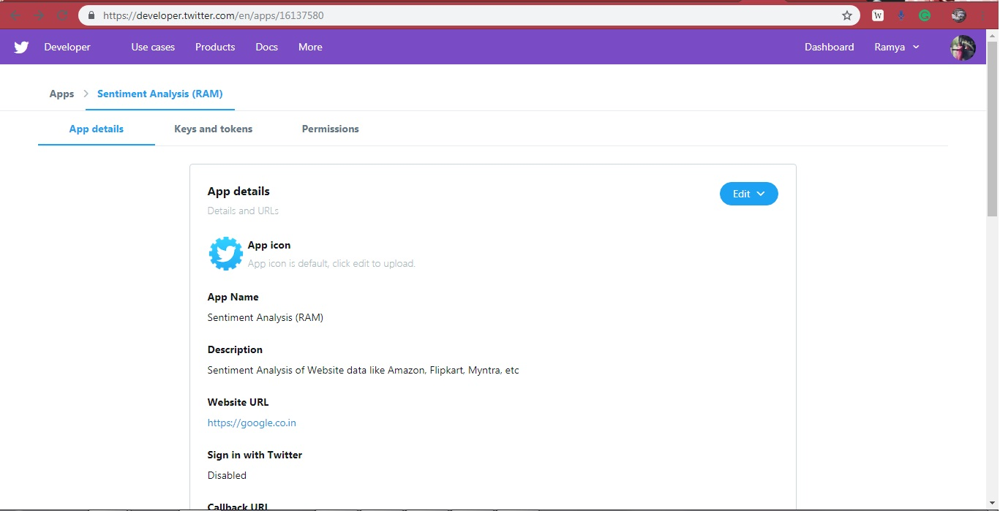 https://developer.twitter.com/en/apps/16137580
W
G
Developer Use cases Products Docs More Dashboard Ramya
Apps Sentiment Analysis (RAM)
App details Keys and tokens Permissions
App details
Edit
Details and URLs
App icon
App icon is default, click edit to upload.
App Name
Sentiment Analysis (RAM)
Description
Sentiment Analysis of Website data like Amazon, Flipkart, Myntra, etc
Website URL
https://google.co.in
Sign in with Twitter
Disabled
Callback URL